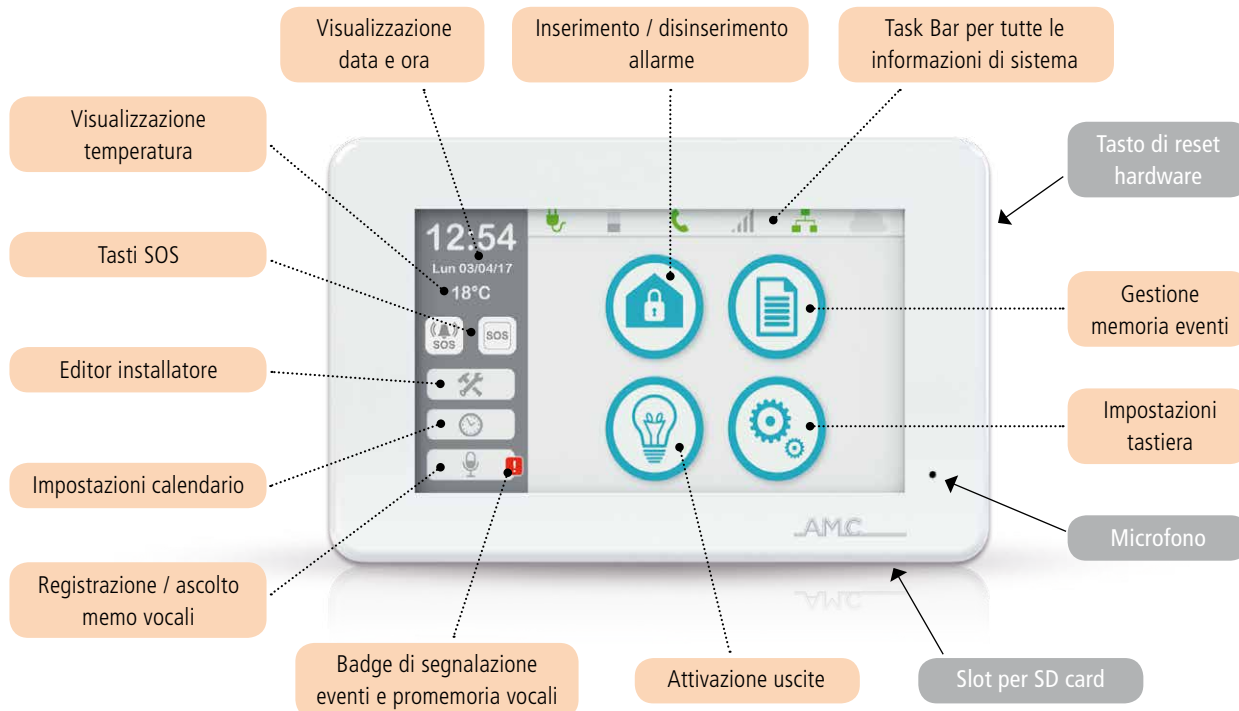 Visualizzazione
data e ora
Inserimento / disinserimento
allarme
Task Bar per tutte le
informazioni di sistema
Visualizzazione
temperatura
Tasto di reset
hardware
Tasti SOS
Editor installatore
Impostazioni calendario
Registrazione / ascolto
memo vocali
12.54
Lun 03/04/17
18°C
SOS
SOS
Gestione
memoria eventi
Impostazioni
tastiera
AMC
Microfono
Badge di segnalazione
eventi e promemoria vocali
Attivazione uscite
Slot per SD card